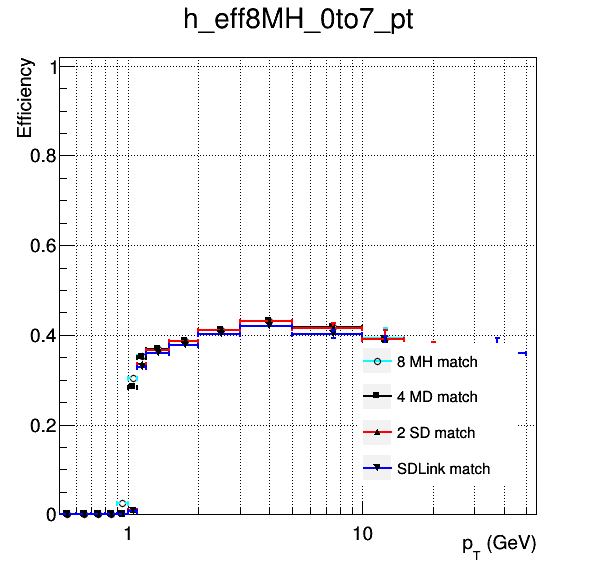 h_eff8MH_0to7_pt
Efficiency
1
0.8
0.6
0.4
0.2
0
8 MH match
4 MD match
2 SD match
SDLink match
1
10
p_T (GeV)